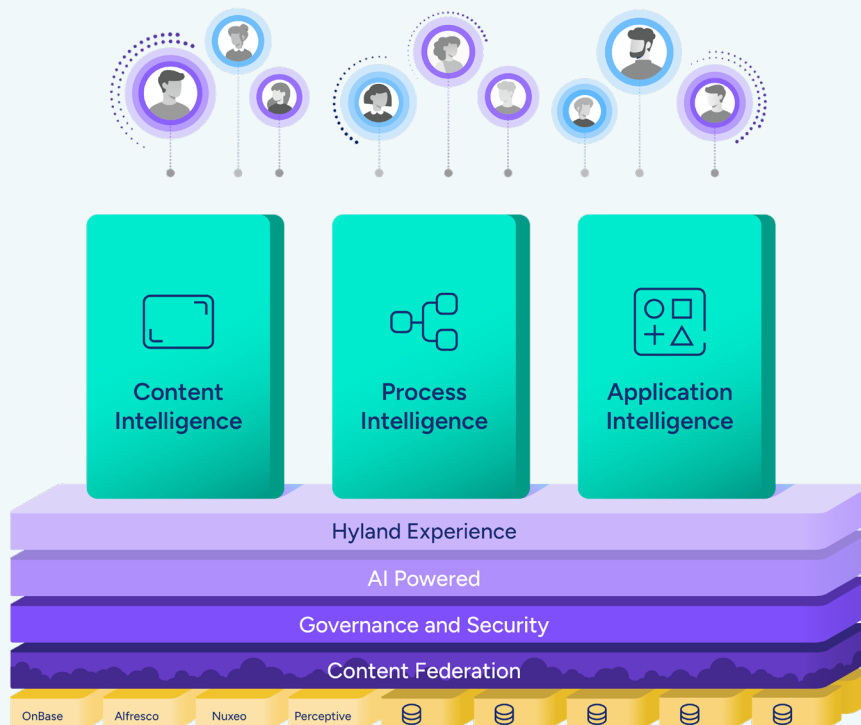 Content
Intelligence
Process
Intelligence
Application
Intelligence
Hyland Experience
AI Powered
Governance and Security
Content Federation
OnBase
Alfresco
Nuxeo
Perceptive